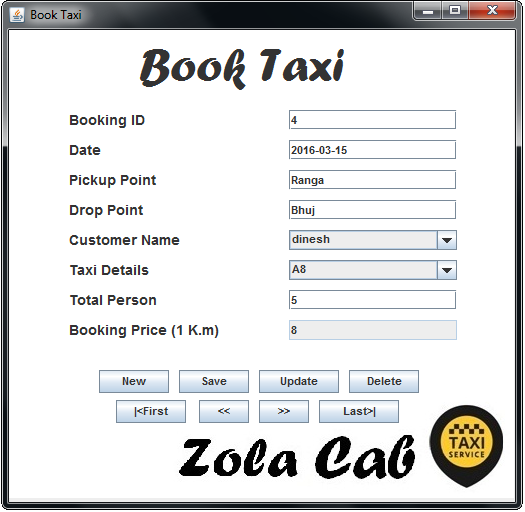 Book Taxi
Book Taxi
Booking ID 4
Date 2016-03-15
Pickup Point Ranga
Drop Point Bhuj
Customer Name dinesh
Taxi Details A8
Total Person 5
Booking Price (1 K.m) 8
New Save Update Delete
|<First << >> Last>|
Zola Cab
TAXI
SERVICE